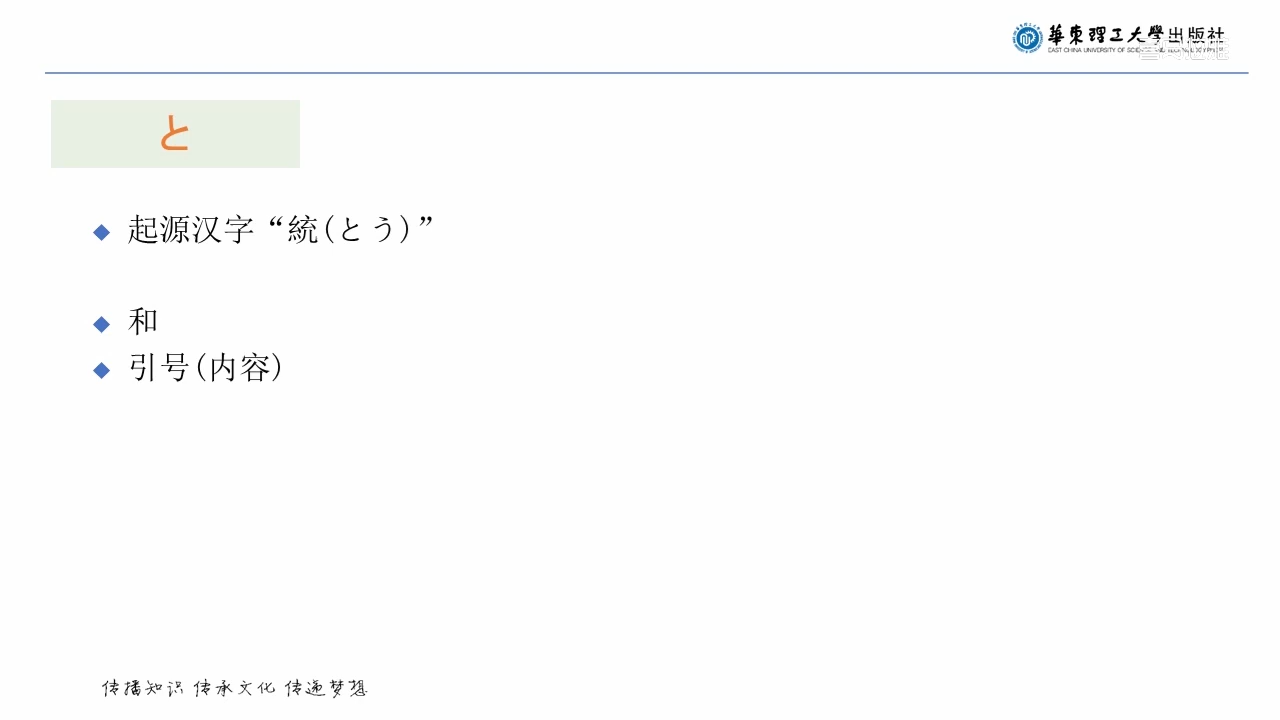 華東理工大學出版社
と
◆ 起源汉字“統(とう)”
◆ 和
◆ 引号(内容)
传播知识 传承文化 传递梦想